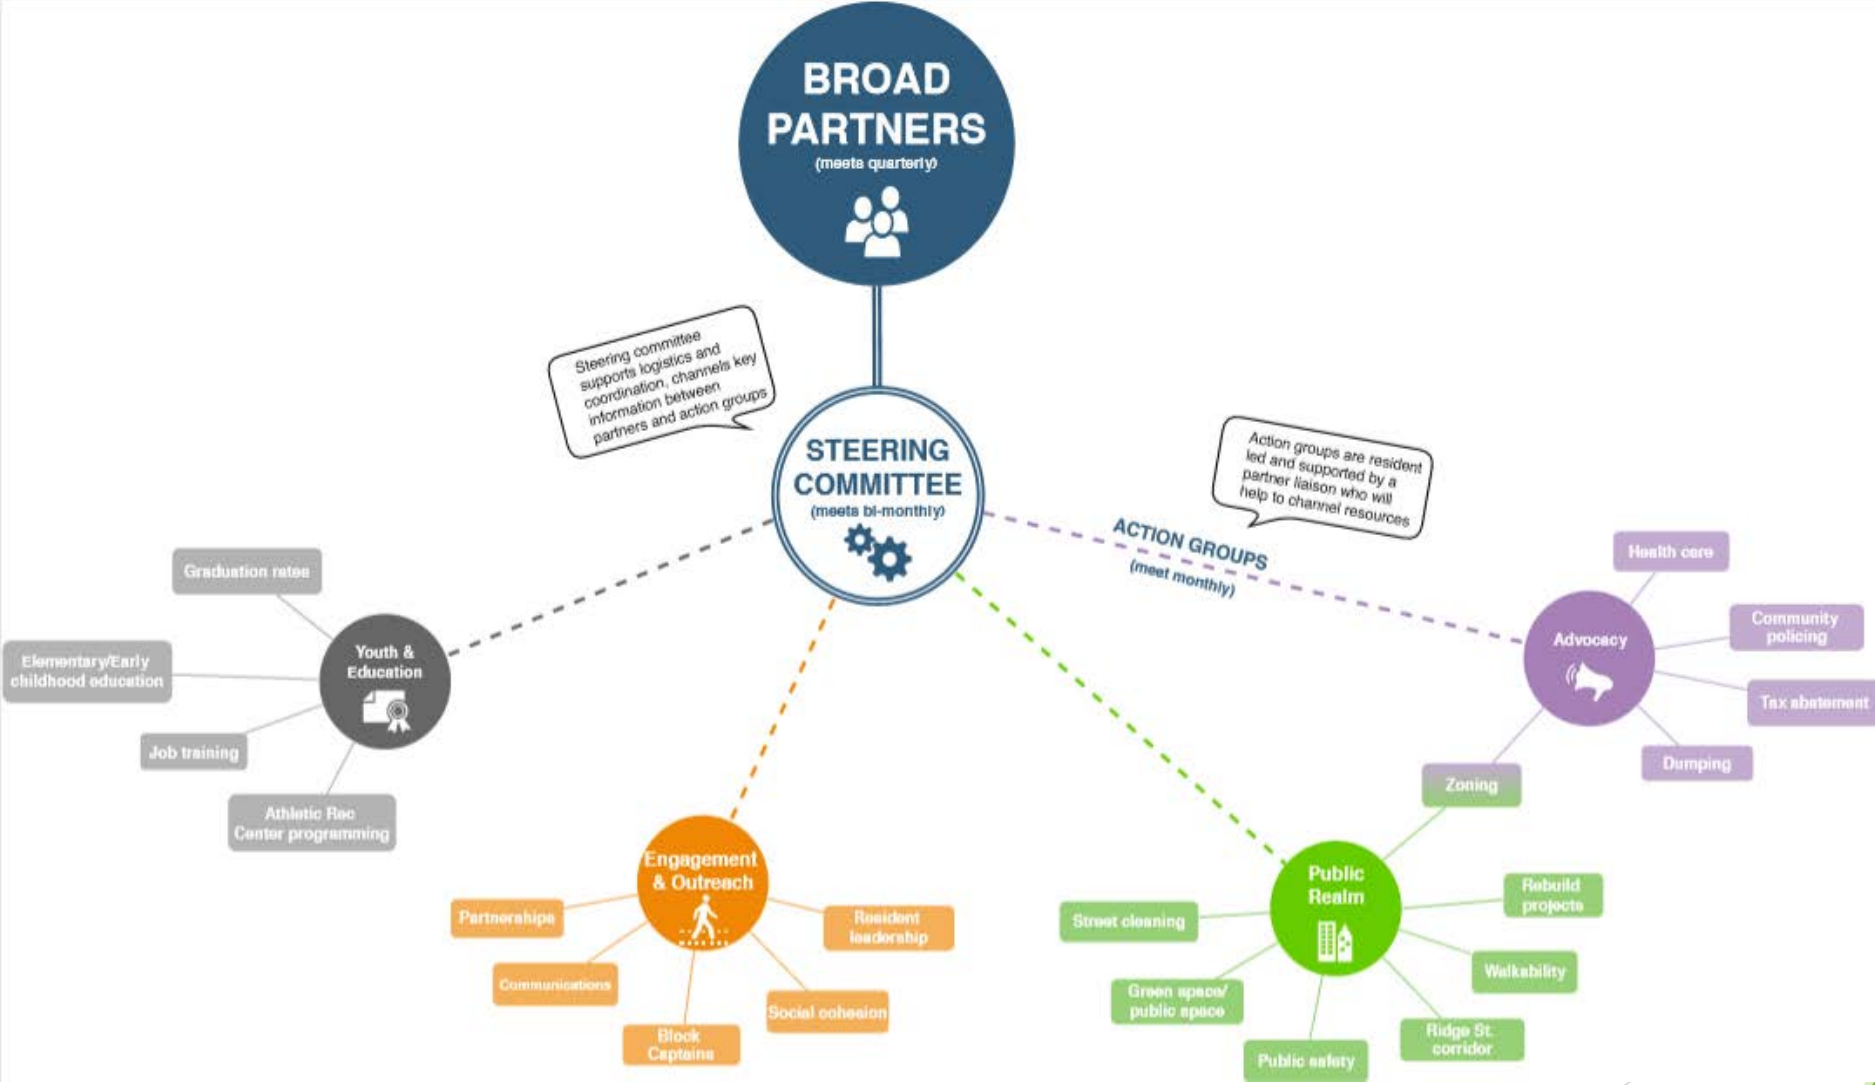 BROAD
PARTNERS
(meets quarterly)
Steering committee
supports logistics and
coordination, channels key
information between
partners and action groups
STEERING
COMMITTEE
(meets bi-monthly)
Action groups are resident
led and supported by a
partner liaison who will
help to channel resources
ACTION GROUPS
(meet monthly)
Youth &
Education
Graduation rates
Elementary/Early
childhood education
Job training
Athletic Rec
Center programming
Engagement
& Outreach
Partnerships
Communications
Block
Captains
Social cohesion
Resident
leadership
Public
Realm
Street cleaning
Green space/
public space
Public safety
Ridge St.
corridor
Walkability
Rebuild
projects
Zoning
Advocacy
Health care
Community
policing
Tax abatement
Dumping